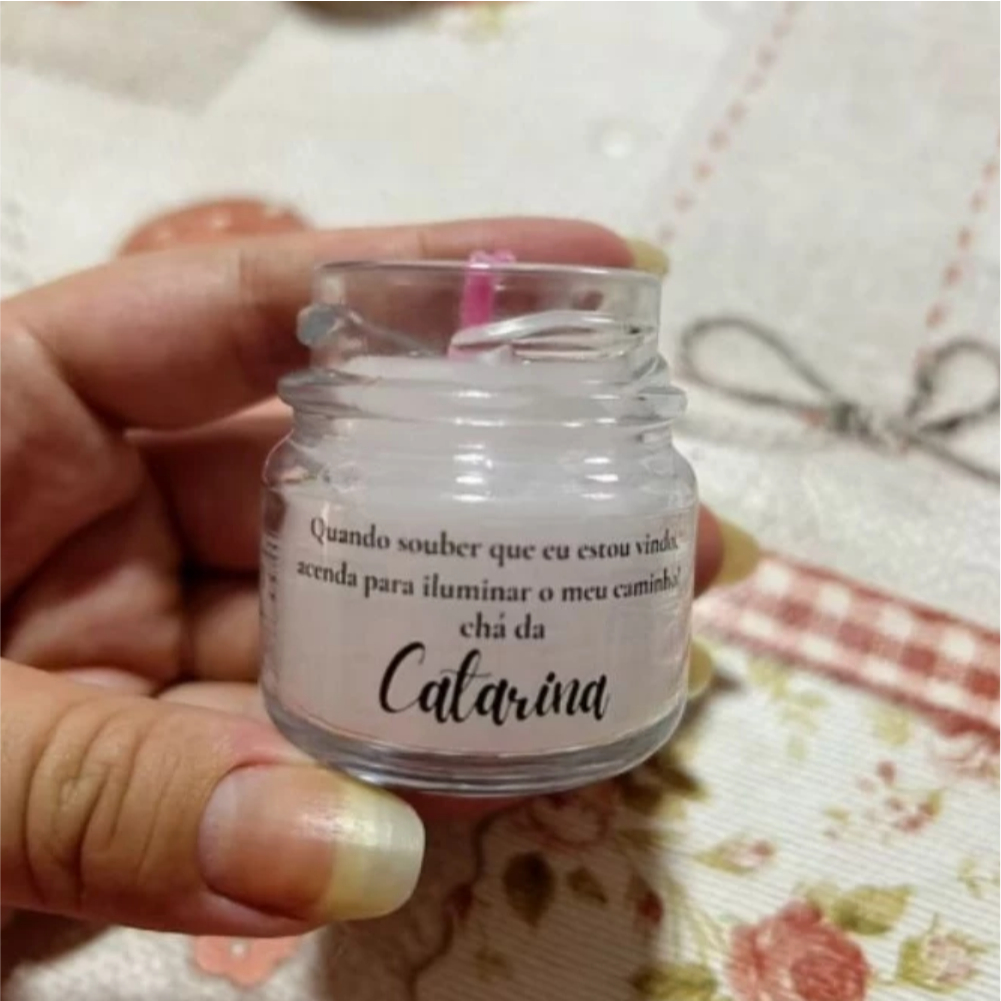 Quando souber que eu estou vindo,
acenda para iluminar o meu caminho!
chá da
Catarina